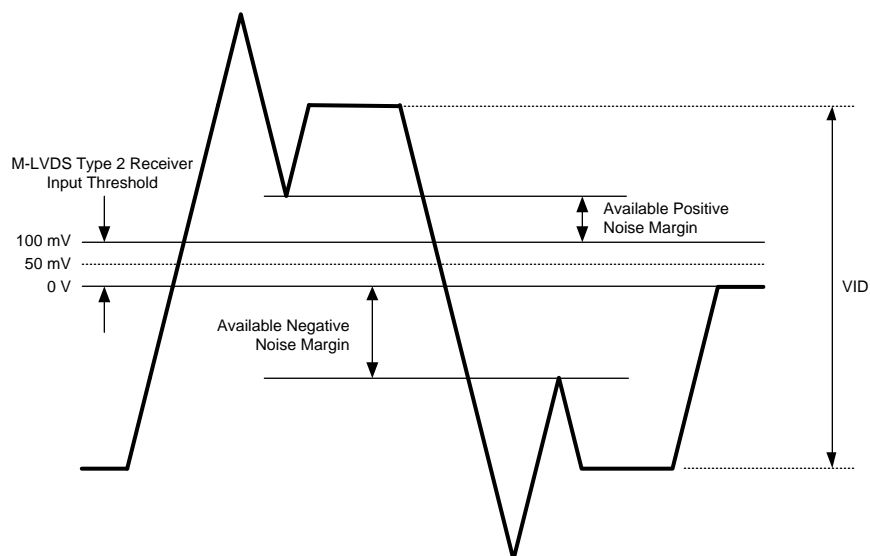 M-LVDS Type 2 Receiver
Input Threshold
Available Positive
Noise Margin
100 mV
50 mV
0 V
VID
Available Negative
Noise Margin